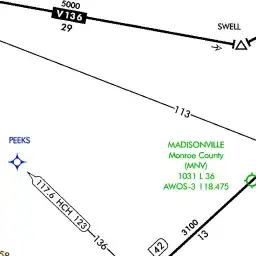 5000
V136
29
SWELL
113
PEEKS
MADISONVILLE
Monroe County
(MNV)
1031 L 36
AWOS-3 118.475
117.6 HCH 123
136
42
3100
13
58